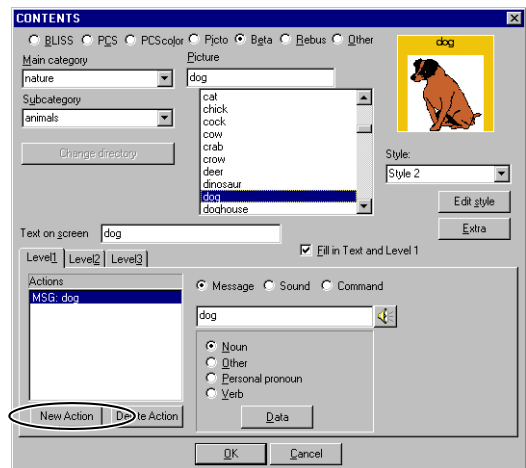 CONTENTS
BLISS PCS PCScolor Picto Beta Rebus Other
dog
Main category
Picture
nature
dog
Subcategory
animals
cat
chick
cock
cow
crab
crow
deer
dinosaur
dog
doghouse
Change directory
Style:
Style 2
Edit style
Extra
Text on screen dog
Fill in Text and Level 1
Level1 Level2 Level3
Actions
MSG: dog
Message Sound Command
dog
Noun
Other
Personal pronoun
Verb
New Action
Delete Action
Data
OK
Cancel